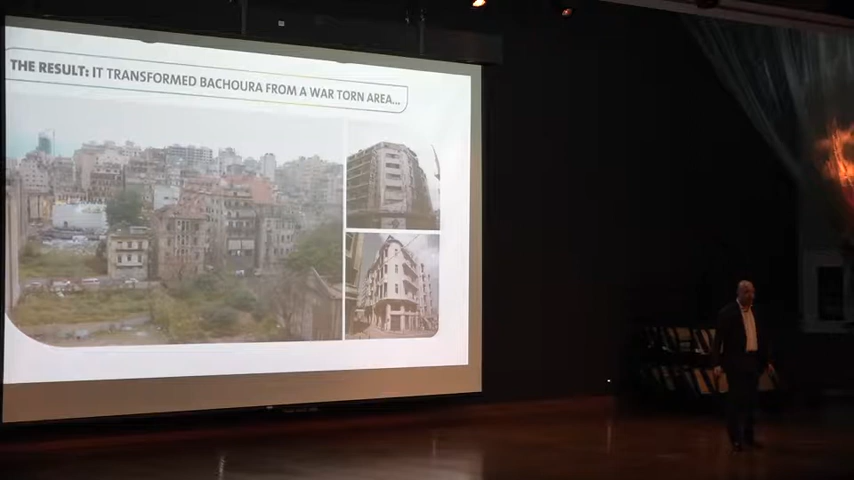 THE RESULT: IT TRANSFORMED BACHOURA FROM A WAR TORN AREA...